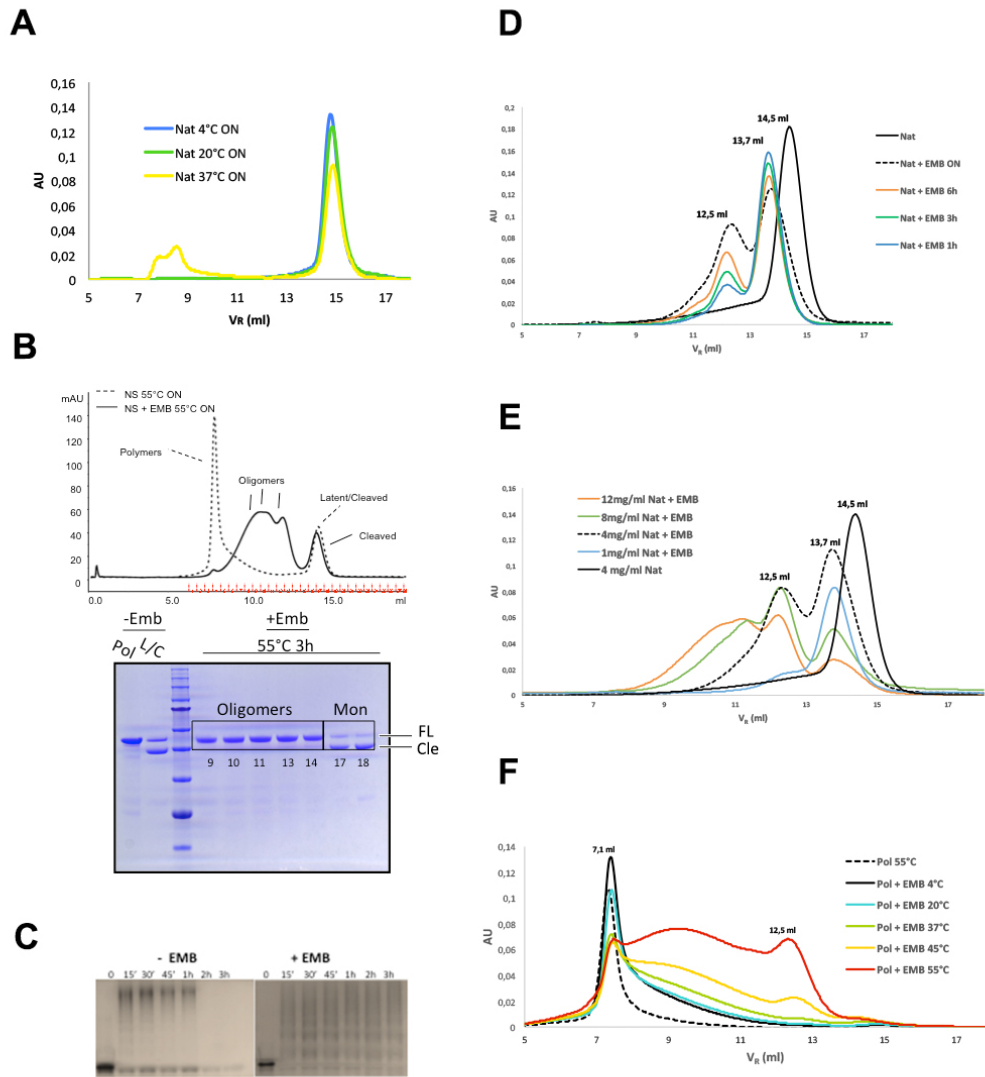 A
0,16
0,14
0,12
0,1
0,08
0,06
0,04
0,02
0
AU
Nat 4°C ON
Nat 20°C ON
Nat 37°C ON
5 7 9 11 13 15 17
VR (ml)
B
mAU
140
120
100
80
60
40
20
0
NS 55°C ON
NS + EMB 55°C ON
Polymers
Oligomers
Latent/Cleaved
Cleaved
0.0 5.0 10.0 15.0 ml
-Emb +Emb
Pol L/C 55°C 3h
Oligomers Mon
FL
Cle
9 10 11 13 14 17 18
C
- EMB + EMB
0 15' 30' 45' 1h 2h 3h 0 15' 30' 45' 1h 2h 3h
D
0,2
0,18
0,16
0,14
0,12
0,1
0,08
0,06
0,04
0,02
0
AU
14,5 ml
13,7 ml
12,5 ml
Nat
Nat + EMB ON
Nat + EMB 6h
Nat + EMB 3h
Nat + EMB 1h
5 7 9 11 13 15 17
VR (ml)
E
0,16
0,14
0,12
0,1
0,08
0,06
0,04
0,02
0
AU
12mg/ml Nat + EMB
8mg/ml Nat + EMB
4mg/ml Nat + EMB
1mg/ml Nat + EMB
4 mg/ml Nat
14,5 ml
13,7 ml
12,5 ml
5 7 9 11 13 15 17
VR (ml)
F
0,14
0,12
0,1
0,08
0,06
0,04
0,02
0
AU
7,1 ml
12,5 ml
Pol 55°C
Pol + EMB 4°C
Pol + EMB 20°C
Pol + EMB 37°C
Pol + EMB 45°C
Pol + EMB 55°C
5 7 9 11 13 15 17
VR (ml)